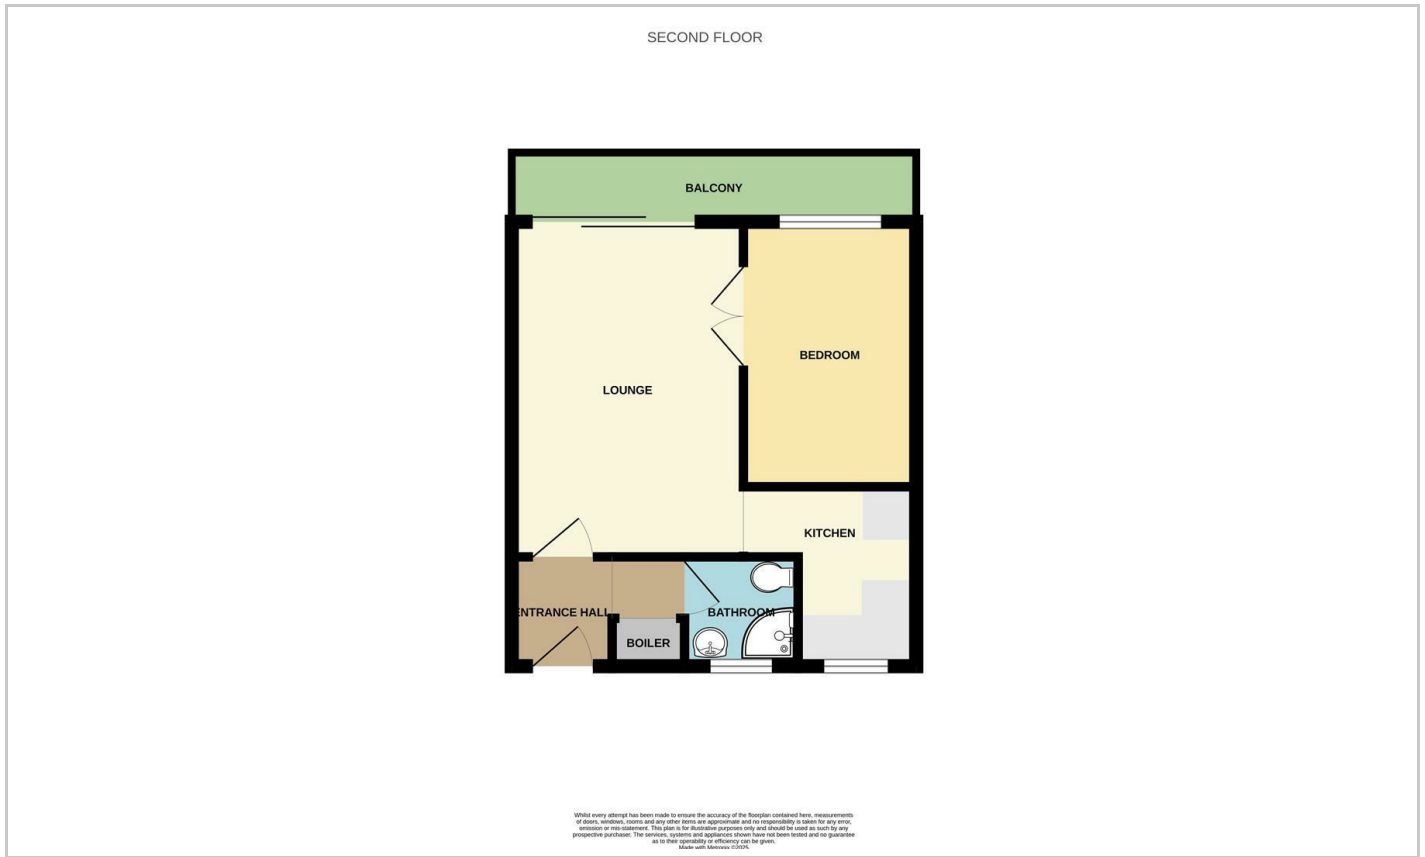 SECOND FLOOR
BALCONY
BEDROOM
LOUNGE
KITCHEN
ENTRANCE HALL
BATHROOM
BOILER
Whilst every attempt has been made to ensure the accuracy of the floorplan contained here, measurements
of doors, windows, rooms and any other items are approximate and no responsibility is taken for any error,
omission or mis-statement. This plan is for illustrative purposes only and should be used as such by any
prospective purchaser. The services, systems and appliances shown have not been tested and no guarantee
as to their operability or efficiency can be given.
Made with Metropix ©2025